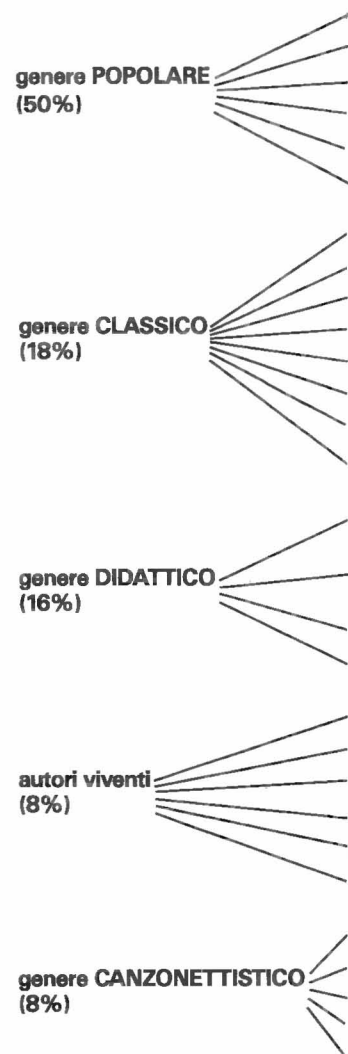 genere POPOLARE
(50%)
genere CLASSICO
(18%)
genere DIDATTICO
(16%)
autori viventi
(8%)
genere CANZONETTISTICO
(8%)